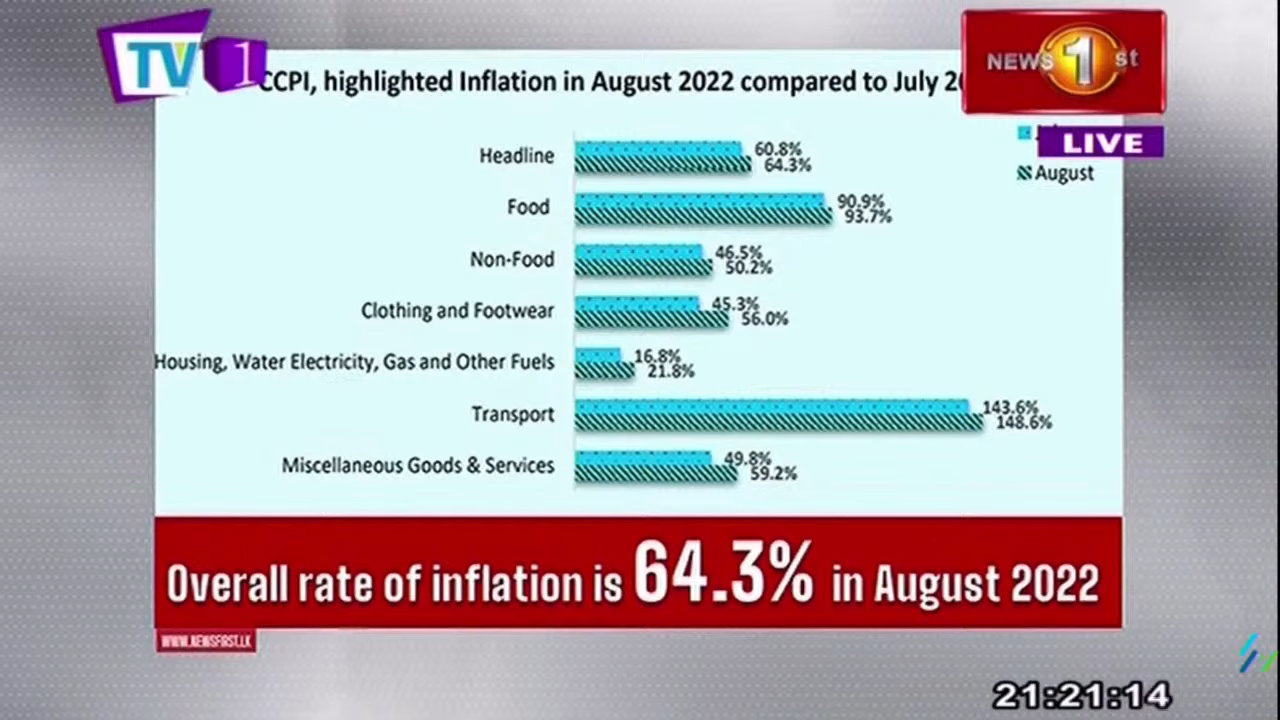 TV 1
NEWS 1st
LIVE
CCPI, highlighted Inflation in August 2022 compared to July
August
Headline 60.8% 64.3%
Food 90.9% 93.7%
Non-Food 46.5% 50.2%
Clothing and Footwear 45.3% 56.0%
Housing, Water Electricity, Gas and Other Fuels 16.8% 21.8%
Transport 143.6% 148.6%
Miscellaneous Goods & Services 49.8% 59.2%
Overall rate of inflation is 64.3% in August 2022
WWW.NEWSFIRST.LK
21:21:14